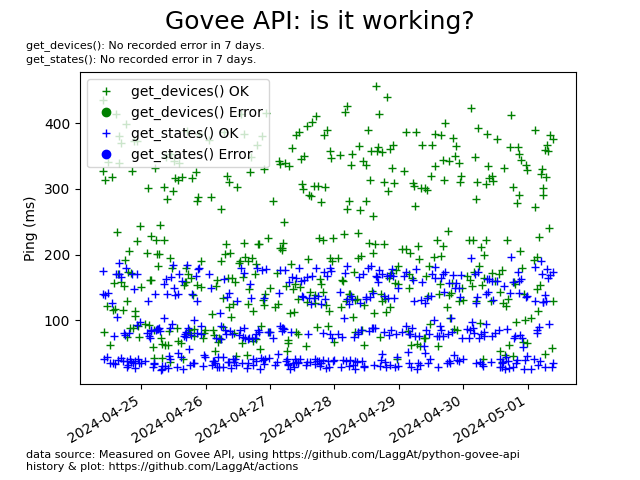 Govee API: is it working?
get_devices(): No recorded error in 7 days.
get_states(): No recorded error in 7 days.
get_devices() OK
get_devices() Error
get_states() OK
get_states() Error
Ping (ms)
400
300
200
100
2024-04-25
2024-04-26
2024-04-27
2024-04-28
2024-04-29
2024-04-30
2024-05-01
data source: Measured on Govee API, using https://github.com/LaggAt/python-govee-api
history & plot: https://github.com/LaggAt/actions